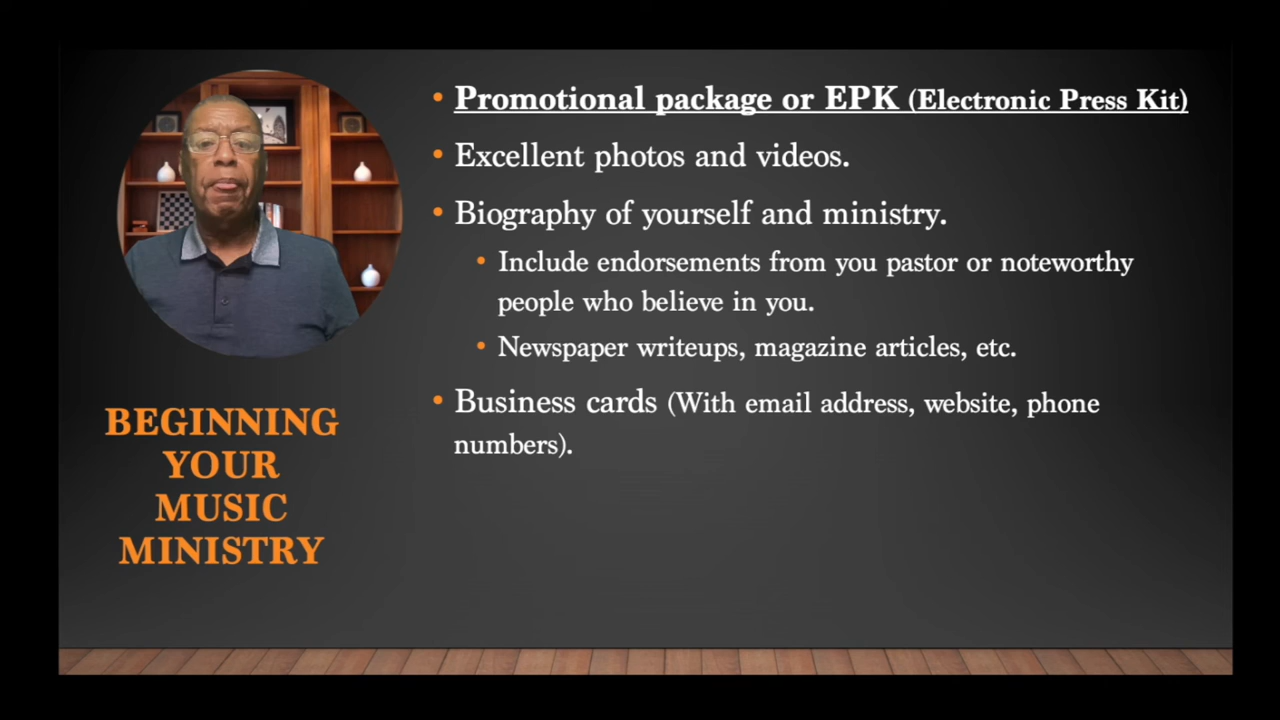 • Promotional package or EPK (Electronic Press Kit)
• Excellent photos and videos.
• Biography of yourself and ministry.
• Include endorsements from you pastor or noteworthy
people who believe in you.
• Newspaper writeups, magazine articles, etc.
• Business cards (With email address, website, phone
numbers).
BEGINNING
YOUR
MUSIC
MINISTRY